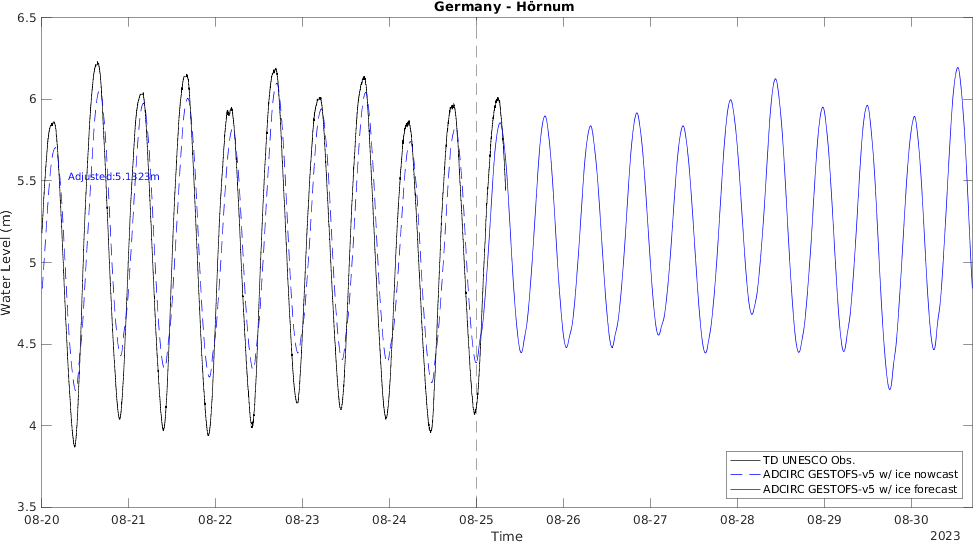 Germany - Hörnum
6.5
6
5.5
5
4.5
4
3.5
Water Level (m)
Adjusted:5.1323m
TD UNESCO Obs.
ADCIRC GESTOFS-v5 w/ ice nowcast
ADCIRC GESTOFS-v5 w/ ice forecast
08-20 08-21 08-22 08-23 08-24 08-25 08-26 08-27 08-28 08-29 08-30
Time
2023